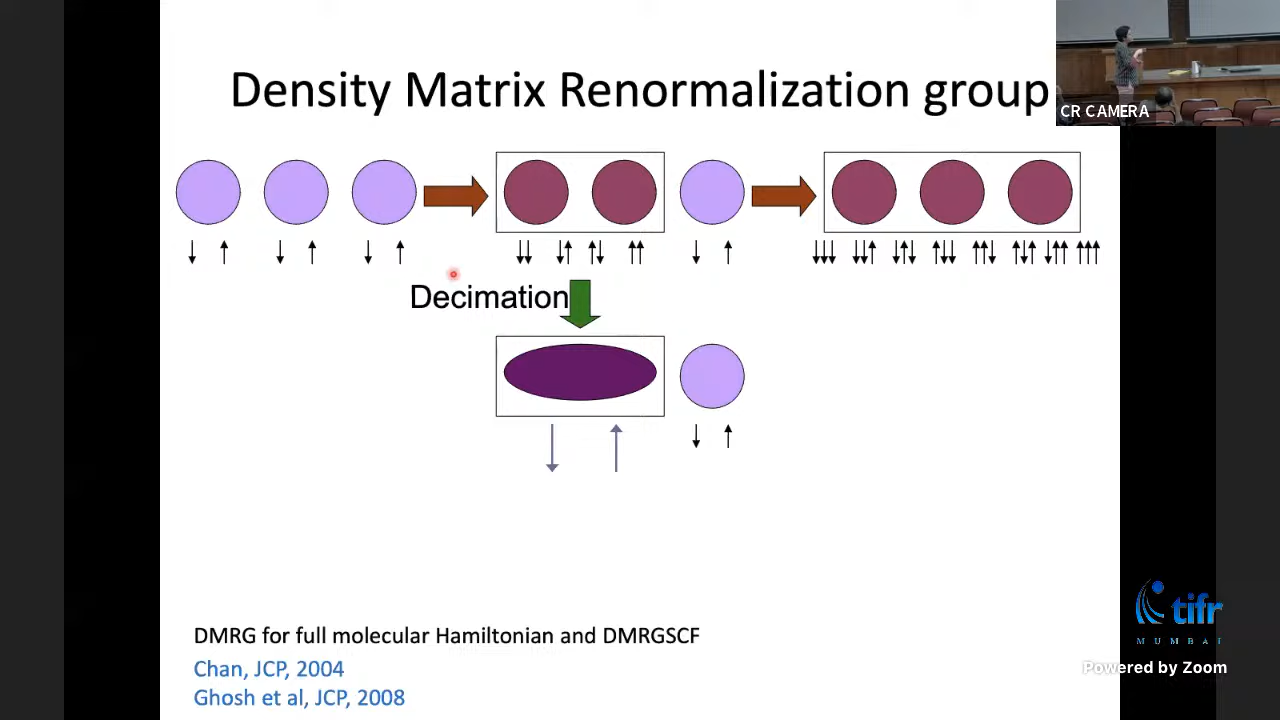 Density Matrix Renormalization group
CR CAMERA
↓ ↑ ↓ ↑ ↓ ↑ ↓↓ ↓↑ ↑↓ ↑↑ ↓ ↑ ↓↓↓ ↓↓↑ ↓↑↓ ↑↓↓ ↑↑↓ ↑↓↑ ↓↑↑ ↑↑↑
Decimation
↓ ↑ ↓ ↑
DMRG for full molecular Hamiltonian and DMRGSCF
Chan, JCP, 2004
Ghosh et al, JCP, 2008
tifr
MUMBAI
Powered by Zoom